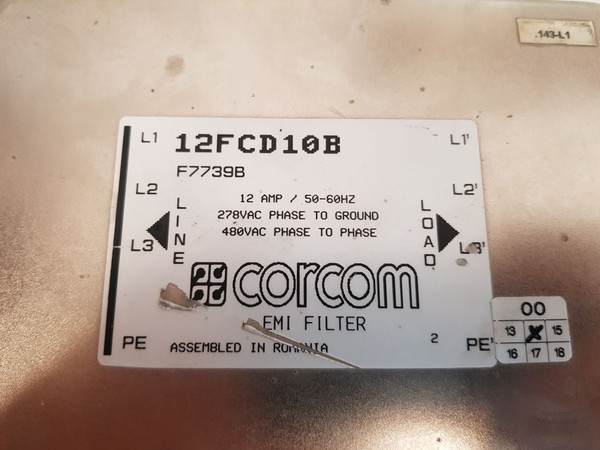 .143-L1
L1 12FCD10B L1'
F7739B
L2 L2'
12 AMP / 50-60HZ
278VAC PHASE TO GROUND
480VAC PHASE TO PHASE
LINE
LOAD
L3 L3'
corcom
EMI FILTER
PE ASSEMBLED IN ROMANIA 2 PE'
00
13 X 15
16 17 18